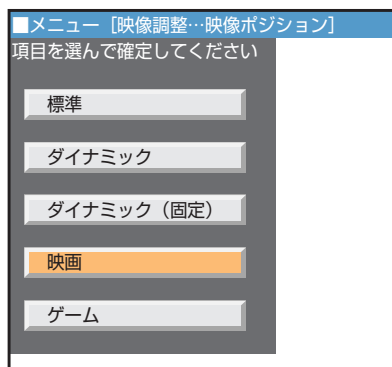 ■メニュー［映像調整…映像ポジション］
項目を選んで確定してください
標準
ダイナミック
ダイナミック（固定）
映画
ゲーム